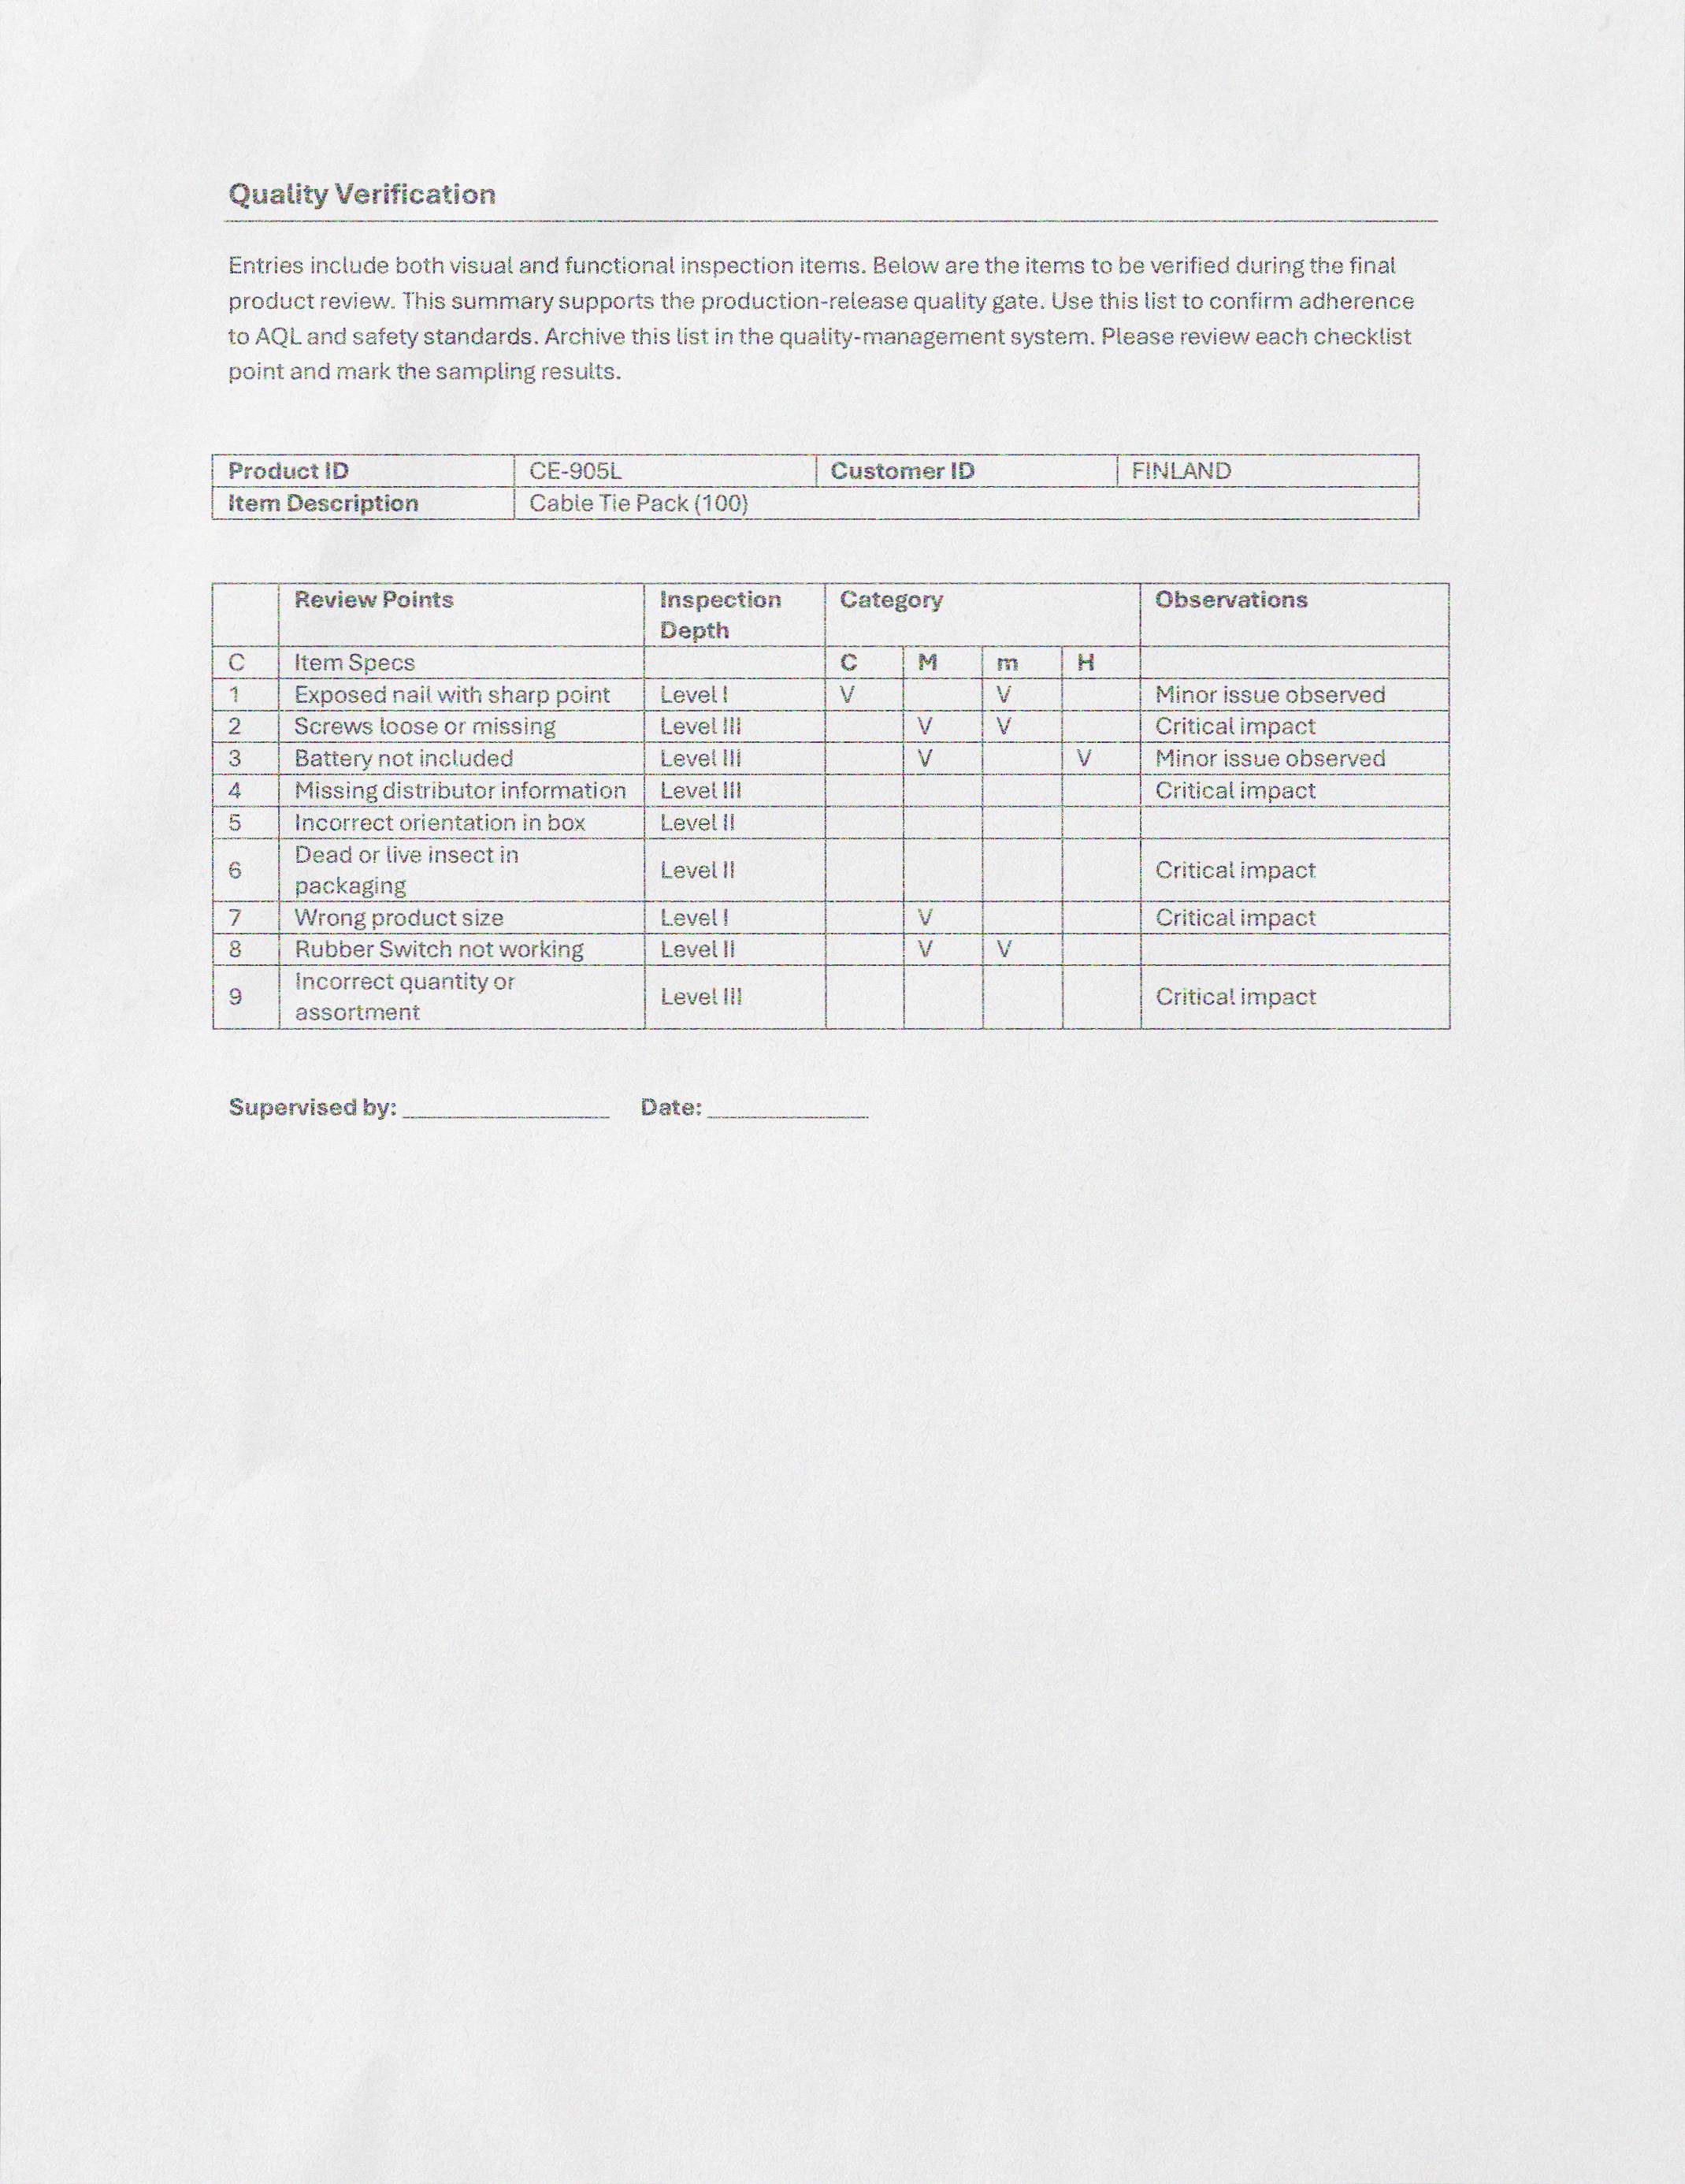 Quality Verification
Entries include both visual and functional inspection items. Below are the items to be verified during the final
product review. This summary supports the production-release quality gate. Use this list to confirm adherence
to AQL and safety standards. Archive this list in the quality-management system. Please review each checklist
point and mark the sampling results.
Product ID CE-905L Customer ID FINLAND
Item Description Cable Tie Pack (100)
Review Points Inspection Depth Category Observations
C Item Specs C M m H
1 Exposed nail with sharp point Level I V V Minor issue observed
2 Screws loose or missing Level III V V Critical impact
3 Battery not included Level III V V Minor issue observed
4 Missing distributor information Level III Critical impact
5 Incorrect orientation in box Level II
6 Dead or live insect in packaging Level II Critical impact
7 Wrong product size Level I V Critical impact
8 Rubber Switch not working Level II V V
9 Incorrect quantity or assortment Level III Critical impact
Supervised by: Date: